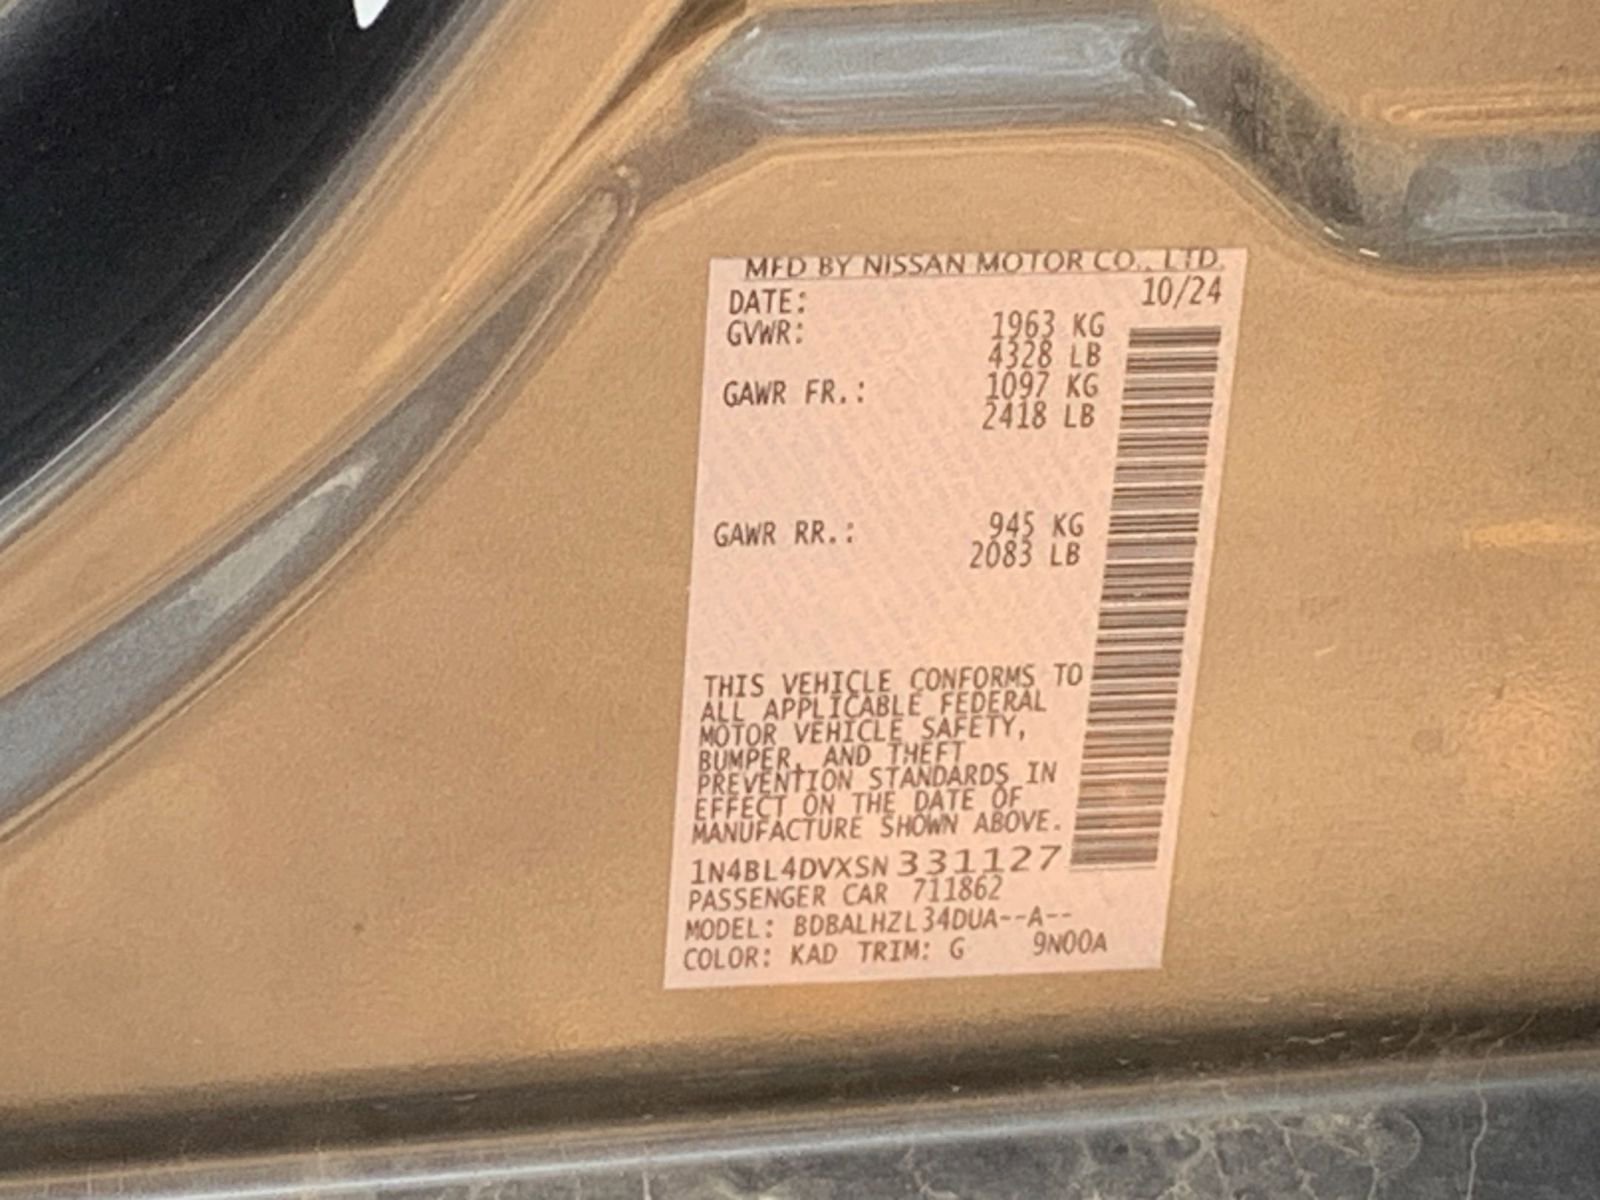 MFD BY NISSAN MOTOR CO., LTD.
DATE: 10/24
GVWR: 1963 KG
4328 LB
GAWR FR.: 1097 KG
2418 LB
GAWR RR.: 945 KG
2083 LB
THIS VEHICLE CONFORMS TO
ALL APPLICABLE FEDERAL
MOTOR VEHICLE SAFETY,
BUMPER, AND THEFT
PREVENTION STANDARDS IN
EFFECT ON THE DATE OF
MANUFACTURE SHOWN ABOVE.
1N4BL4DVXSN331127
PASSENGER CAR 711862
MODEL: BDBALHZL34DUA--A--
COLOR: KAD TRIM: G 9N00A